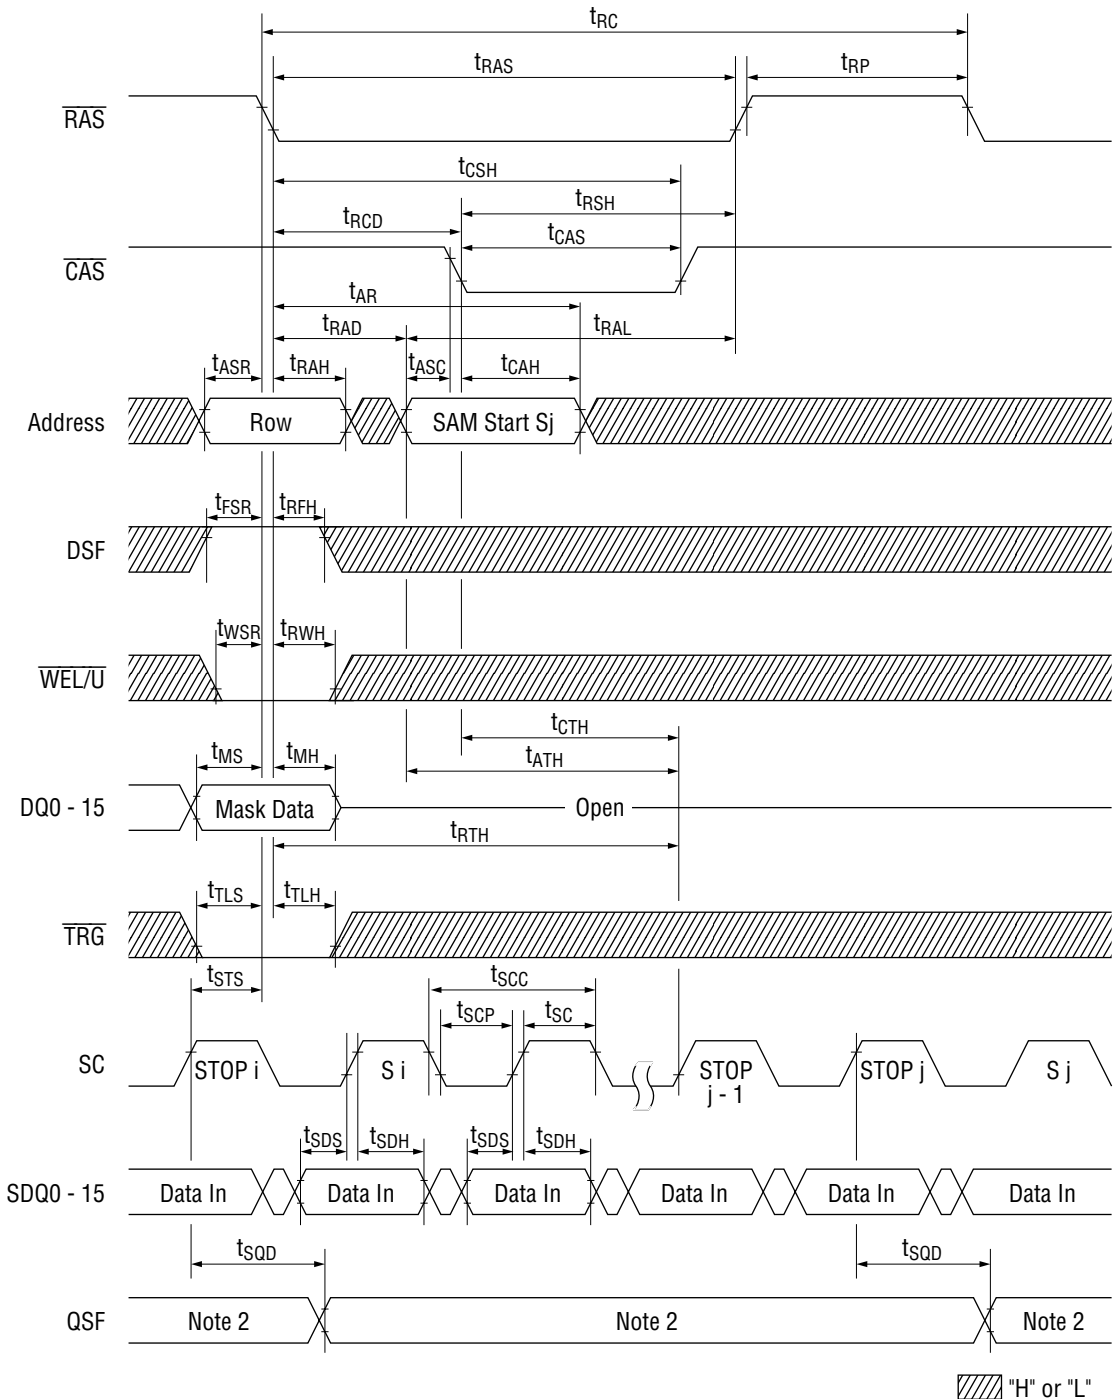 tRC
tRAS
tRP
RAS
tCSH
tRSH
tRCD
tCAS
CAS
tAR
tRAD
tRAL
tASR
tRAH
tASC
tCAH
Address
Row
SAM Start Sj
tFSR
tRFH
DSF
tWSR
tRWH
WEL/U
tCTH
tMS
tMH
tATH
DQ0 - 15
Mask Data
Open
tRTH
tTLS
tTLH
TRG
tSTS
tSCC
tSCP
tSC
SC
STOP i
S i
STOP
j - 1
STOP j
S j
tSDS
tSDH
tSDS
tSDH
SDQ0 - 15
Data In
Data In
Data In
Data In
Data In
Data In
tSQD
tSQD
QSF
Note 2
Note 2
Note 2
"H" or "L"